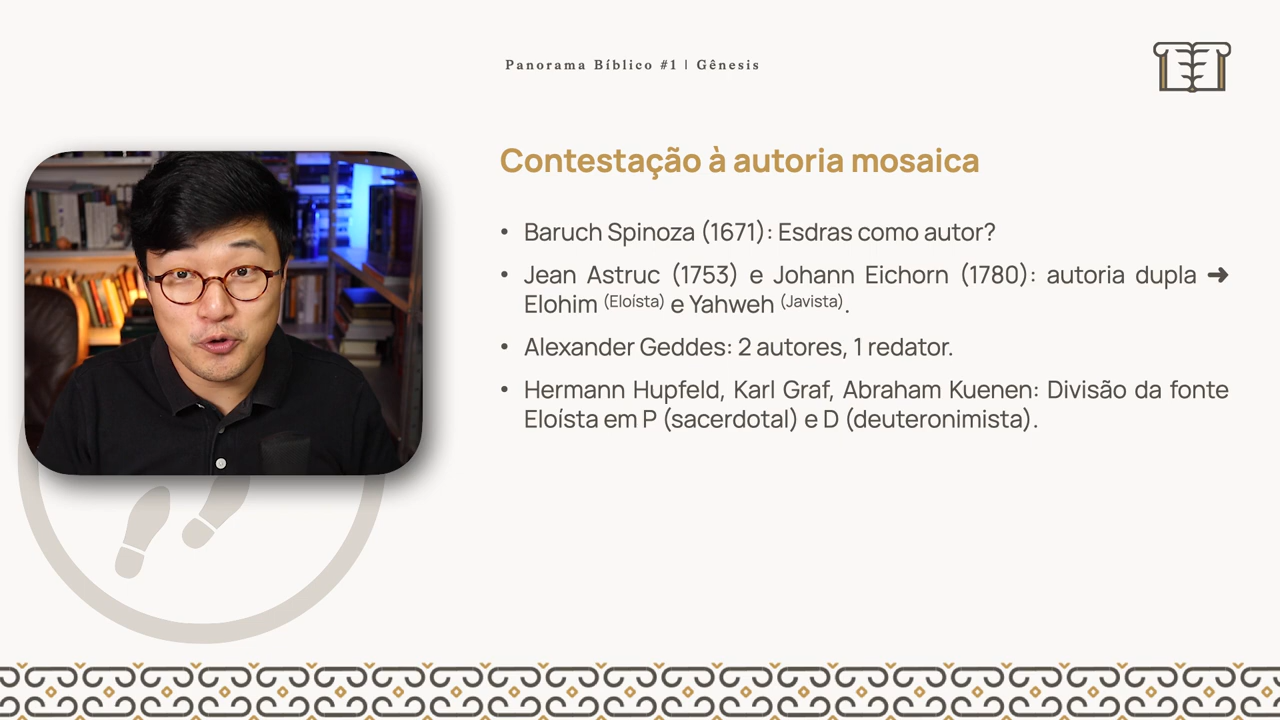 Panorama Bíblico #1 | Gênesis
Contestação à autoria mosaica
• Baruch Spinoza (1671): Esdras como autor?
• Jean Astruc (1753) e Johann Eichorn (1780): autoria dupla ➜
Elohim (Eloísta) e Yahweh (Javista).
• Alexander Geddes: 2 autores, 1 redator.
• Hermann Hupfeld, Karl Graf, Abraham Kuenen: Divisão da fonte
Eloísta em P (sacerdotal) e D (deuteronimista).